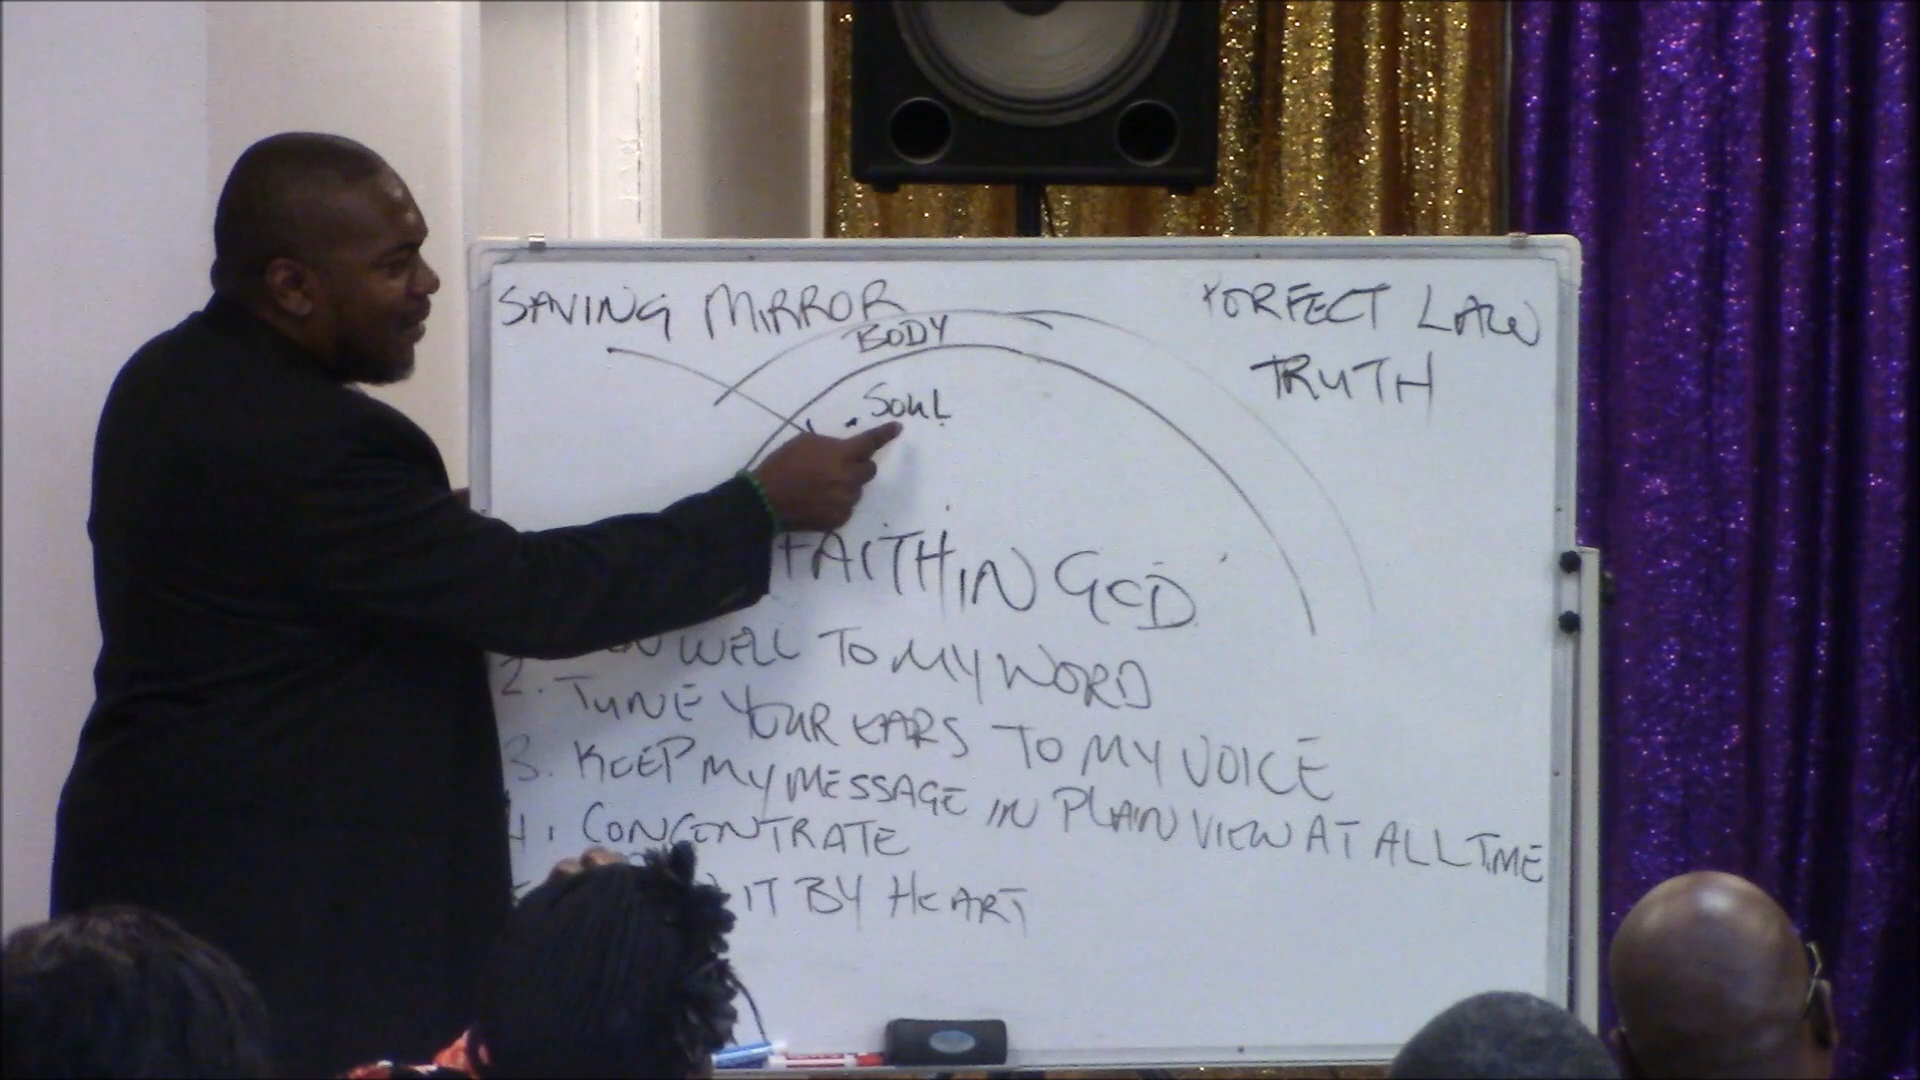 SAVING MIRROR
PERFECT LAW
TRUTH
BODY
SOUL
FAITH IN GOD
WELL TO MY WORD
2. TUNE YOUR EARS TO MY VOICE
3. KEEP MY MESSAGE IN PLAIN VIEW AT ALL TIME
4. CONCENTRATE
IT BY HEART